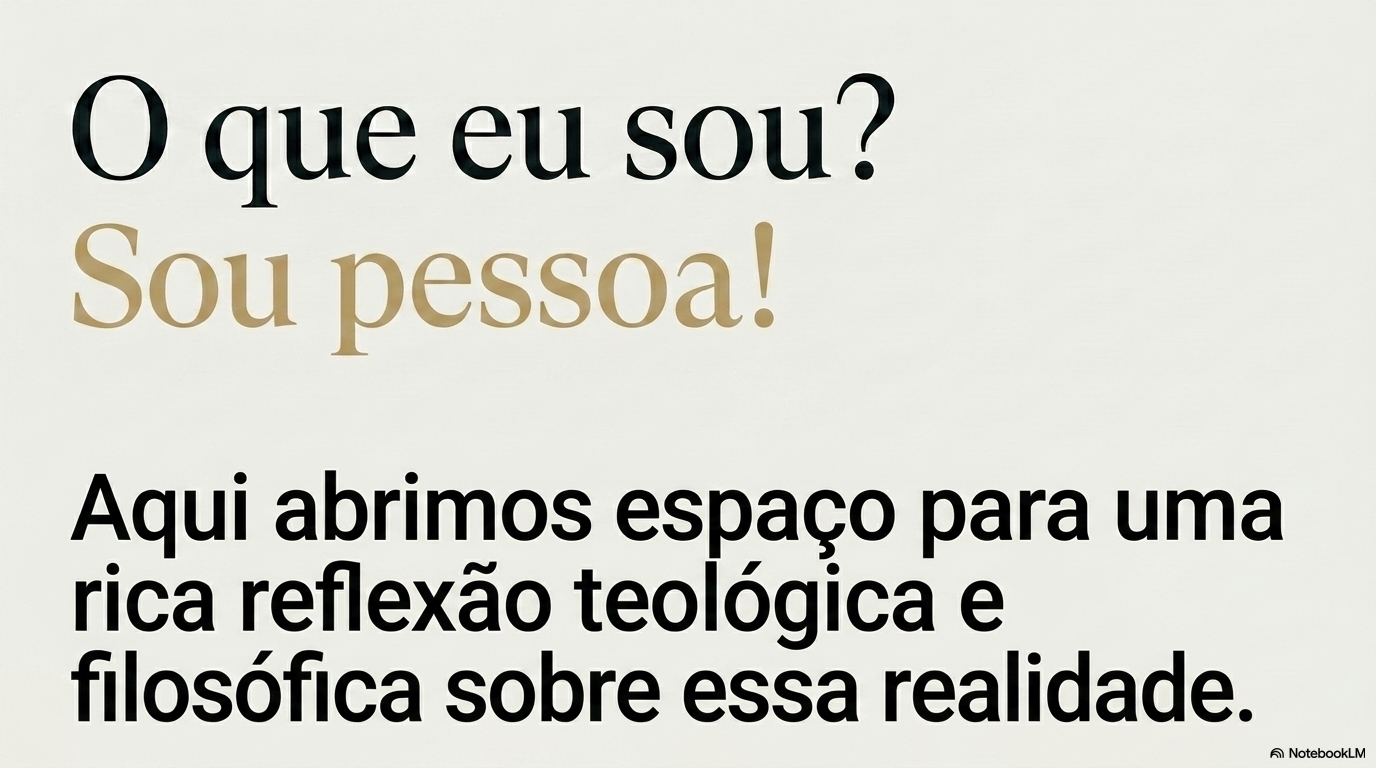 O que eu sou?
Sou pessoa!
Aqui abrimos espaço para uma
rica reflexão teológica e
filosófica sobre essa realidade.
NotebookLM